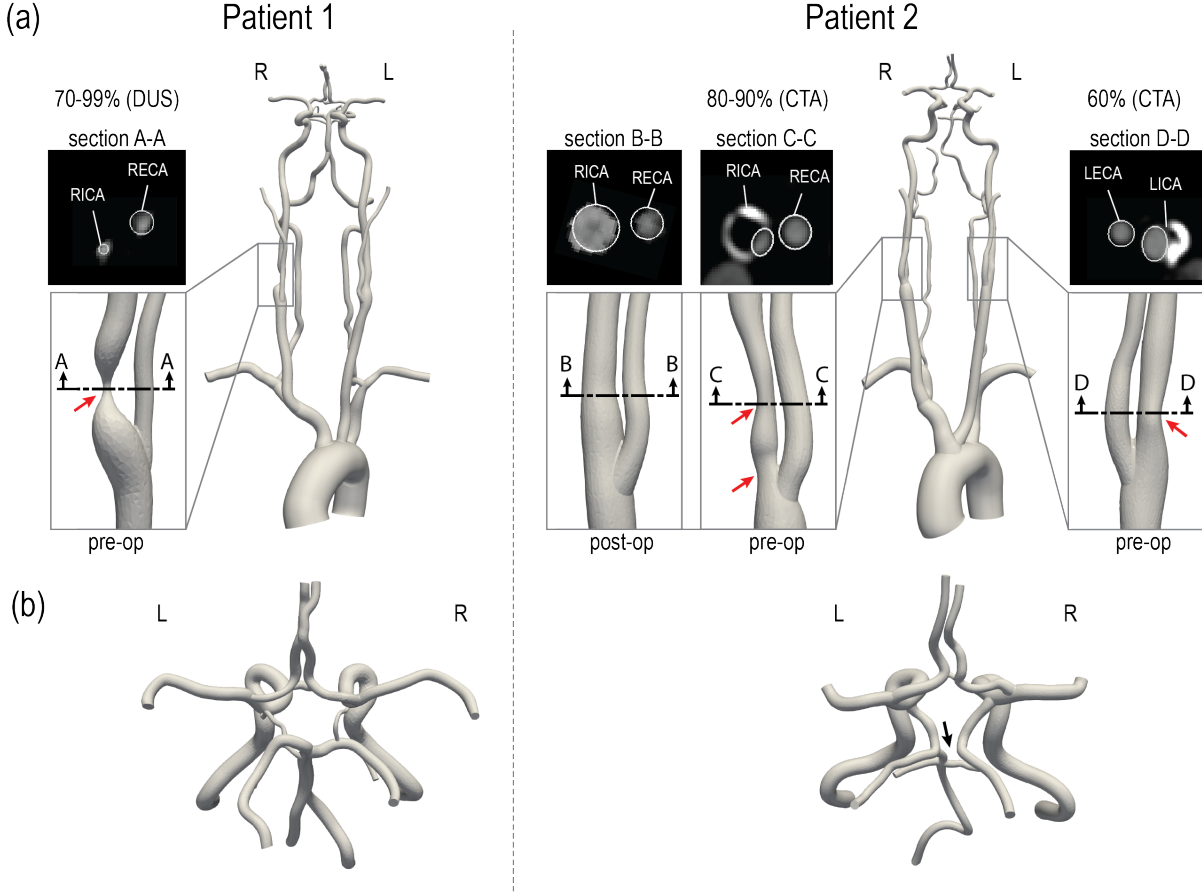 (a)
Patient 1
Patient 2
R
L
R
L
70-99% (DUS)
80-90% (CTA)
60% (CTA)
section A-A
section B-B
section C-C
section D-D
RECA
RICA
RICA
RECA
RICA
RECA
LECA
LICA
A
A
B
B
C
C
D
D
pre-op
post-op
pre-op
pre-op
(b)
L
R
L
R